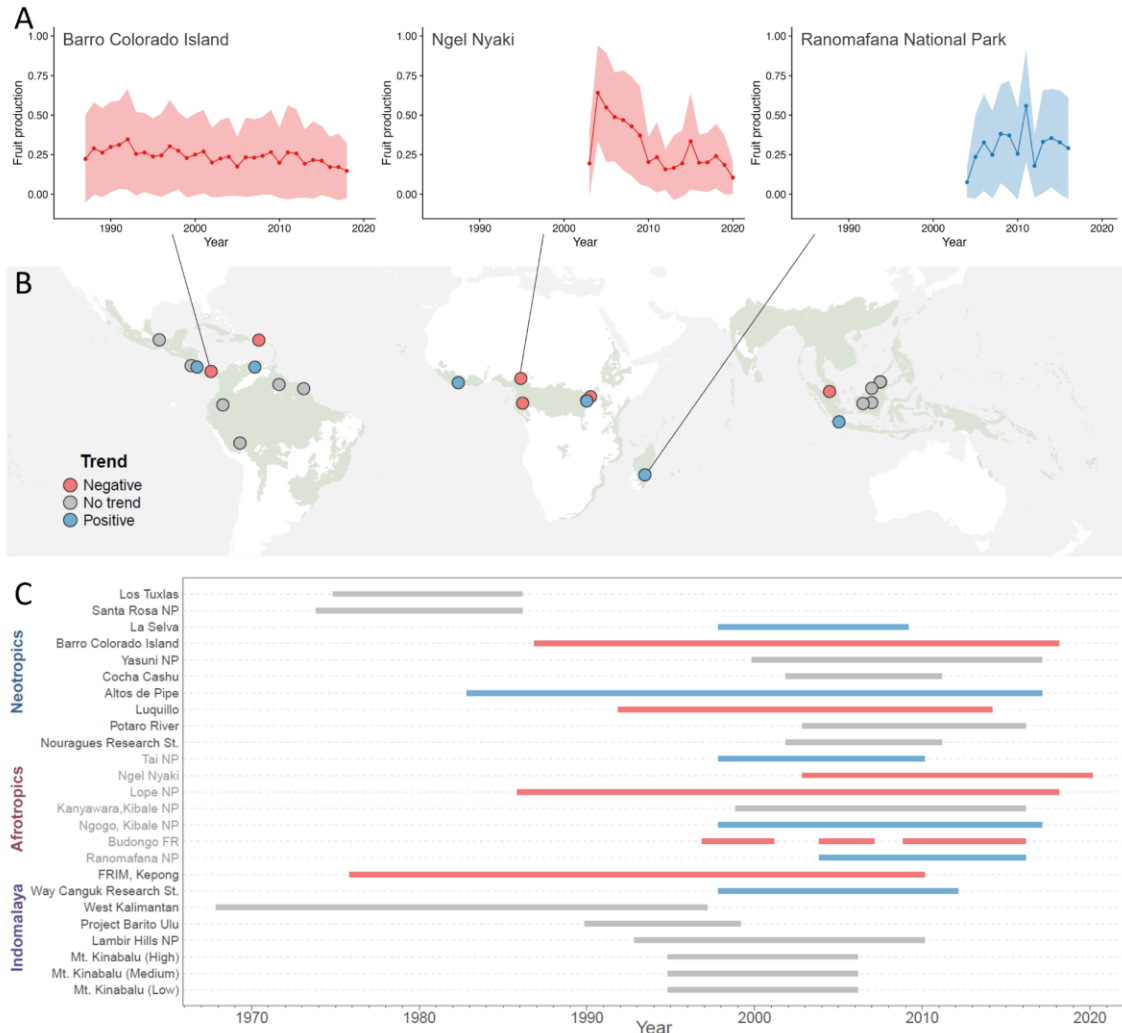 A
Barro Colorado Island
Ngel Nyaki
Ranomafana National Park
1.00
0.75
0.50
0.25
0.00
Fruit production
1990
2000
2010
2020
Year
1.00
0.75
0.50
0.25
0.00
Fruit production
1990
2000
2010
2020
Year
1.00
0.75
0.50
0.25
0.00
Fruit production
1990
2000
2010
2020
Year
B
Trend
Negative
No trend
Positive
C
Neotropics
Los Tuxlas
Santa Rosa NP
La Selva
Barro Colorado Island
Yasuni NP
Cocha Cashu
Altos de Pipe
Luquillo
Potaro River
Nouragues Research St.
Afrotropics
Tai NP
Ngel Nyaki
Lope NP
Kanyawara,Kibale NP
Ngogo, Kibale NP
Budongo FR
Ranomafana NP
Indomalaya
FRIM, Kepong
Way Canguk Research St.
West Kalimantan
Project Barito Ulu
Lambir Hills NP
Mt. Kinabalu (High)
Mt. Kinabalu (Medium)
Mt. Kinabalu (Low)
1970
1980
1990
2000
2010
2020
Year